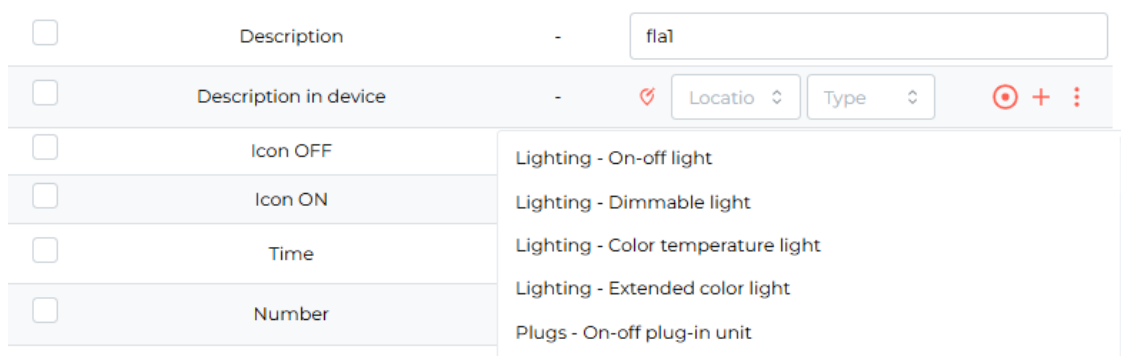 Description - fla1
Description in device - Locatio Type
Icon OFF
Lighting - On-off light
Icon ON
Lighting - Dimmable light
Time
Lighting - Color temperature light
Lighting - Extended color light
Number
Plugs - On-off plug-in unit